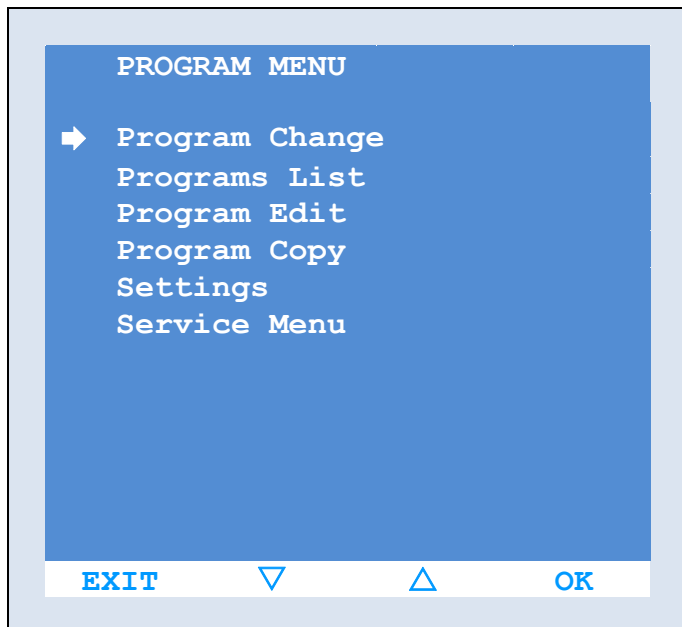 PROGRAM MENU
Program Change
Programs List
Program Edit
Program Copy
Settings
Service Menu
EXIT ▽ △ OK